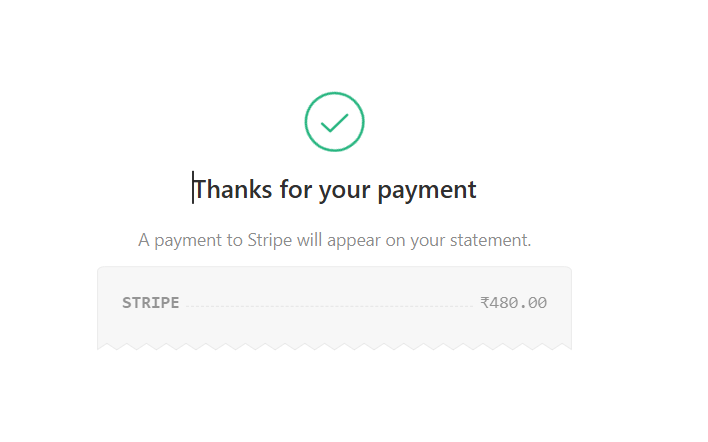 Thanks for your payment
A payment to Stripe will appear on your statement.
STRIPE ₹480.00